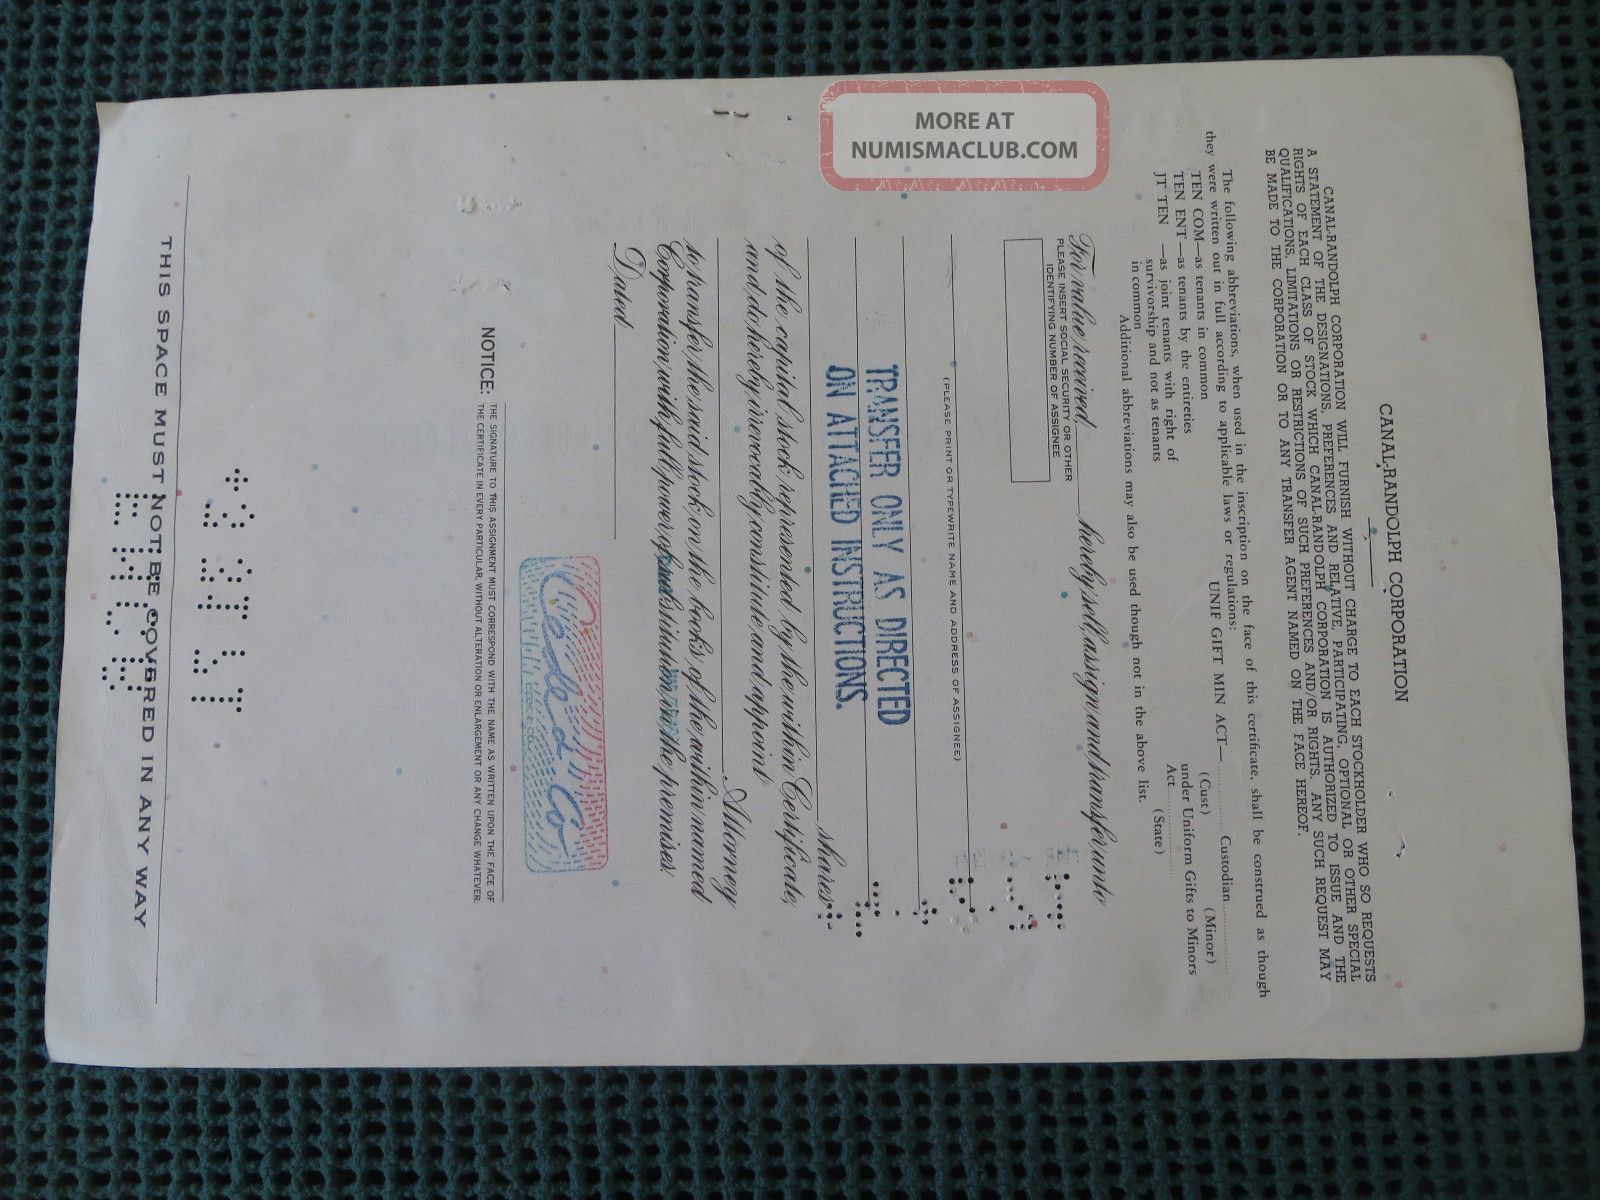 MORE AT
NUMISMACLUB.COM
CANAL-RANDOLPH CORPORATION
CANAL-RANDOLPH CORPORATION WILL FURNISH WITHOUT CHARGE TO EACH STOCKHOLDER WHO SO REQUESTS
A STATEMENT OF THE DESIGNATIONS, PREFERENCES AND RELATIVE, PARTICIPATING, OPTIONAL OR OTHER SPECIAL
RIGHTS OF EACH CLASS OF STOCK WHICH CANAL-RANDOLPH CORPORATION IS AUTHORIZED TO ISSUE AND THE
QUALIFICATIONS, LIMITATIONS OR RESTRICTIONS OF SUCH PREFERENCES AND/OR RIGHTS. ANY SUCH REQUEST MAY
BE MADE TO THE CORPORATION OR TO ANY TRANSFER AGENT NAMED ON THE FACE HEREOF.
The following abbreviations, when used in the inscription on the face of this certificate, shall be construed as though
they were written out in full according to applicable laws or regulations:
TEN COM—as tenants in common UNIF GIFT MIN ACT—.......... Custodian..........
(Cust) (Minor)
TEN ENT—as tenants by the entireties under Uniform Gifts to Minors
JT TEN —as joint tenants with right of Act..........
survivorship and not as tenants (State)
in common
Additional abbreviations may also be used though not in the above list.
For value received, hereby sell, assign and transfer unto
PLEASE INSERT SOCIAL SECURITY OR OTHER
IDENTIFYING NUMBER OF ASSIGNEE
(PLEASE PRINT OR TYPEWRITE NAME AND ADDRESS OF ASSIGNEE)
TRANSFER ONLY AS DIRECTED
ON ATTACHED INSTRUCTIONS.
shares
of the capital stock represented by the within Certificate,
and do hereby irrevocably constitute and appoint
Attorney
to transfer the said stock on the books of the within named
Corporation, with full power of substitution in the premises.
Dated
Cede & Co
NOTICE: THE SIGNATURE TO THIS ASSIGNMENT MUST CORRESPOND WITH THE NAME AS WRITTEN UPON THE FACE OF
THE CERTIFICATE IN EVERY PARTICULAR, WITHOUT ALTERATION OR ENLARGEMENT OR ANY CHANGE WHATEVER.
THIS SPACE MUST NOT BE COVERED IN ANY WAY